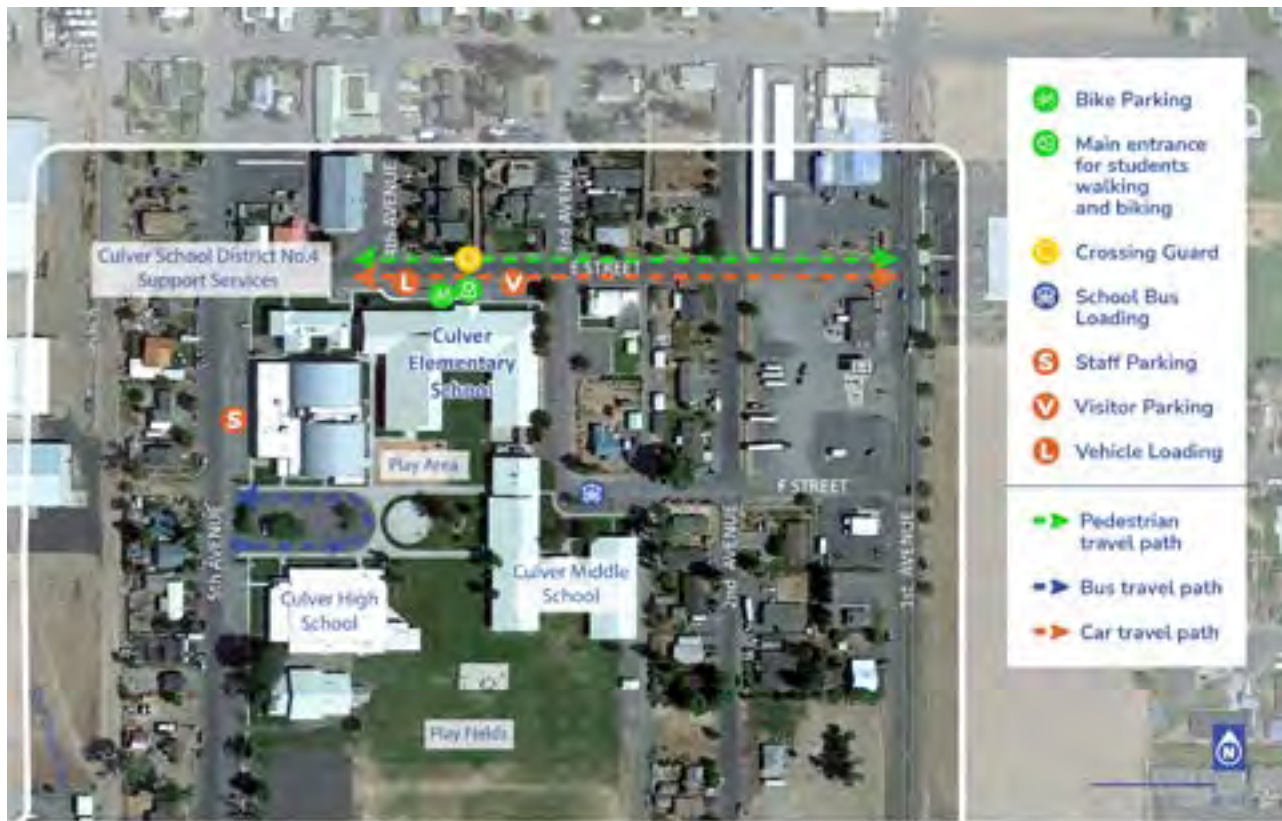 Bike Parking
Main entrance
for students
walking
and biking
Crossing Guard
School Bus
Loading
S Staff Parking
V Visitor Parking
L Vehicle Loading
Pedestrian
travel path
Bus travel path
Car travel path
N
4th AVENUE
3rd AVENUE
Culver School District No.4
Support Services
E STREET
L
V
Culver
Elementary
School
S
Play Area
F STREET
5th AVENUE
2nd AVENUE
1st AVENUE
Culver High
School
Culver Middle
School
Play Fields